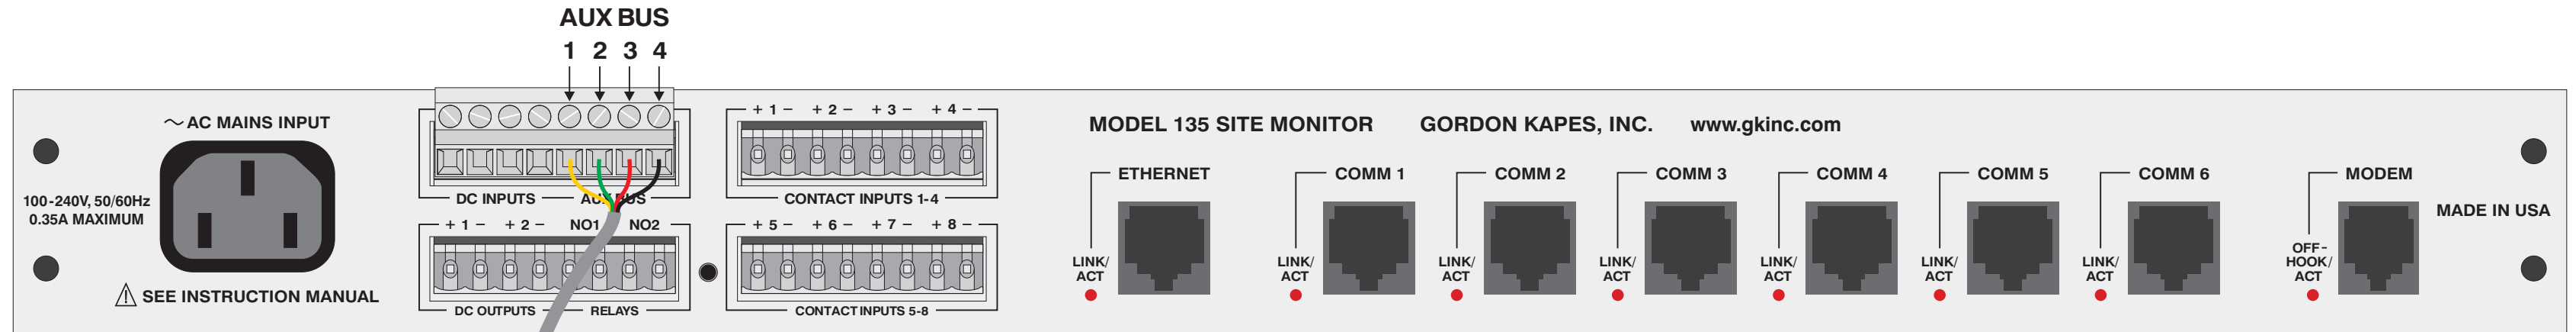 AUX BUS
1 2 3 4
~ AC MAINS INPUT
100-240V, 50/60Hz
0.35A MAXIMUM
⚠ SEE INSTRUCTION MANUAL
DC INPUTS AUX BUS
+ 1 − + 2 − NO1 NO2
DC OUTPUTS RELAYS
+ 1 − + 2 − + 3 − + 4 −
CONTACT INPUTS 1-4
+ 5 − + 6 − + 7 − + 8 −
CONTACT INPUTS 5-8
MODEL 135 SITE MONITOR GORDON KAPES, INC. www.gkinc.com
ETHERNET
LINK/
ACT
COMM 1
LINK/
ACT
COMM 2
LINK/
ACT
COMM 3
LINK/
ACT
COMM 4
LINK/
ACT
COMM 5
LINK/
ACT
COMM 6
LINK/
ACT
MODEM
OFF-
HOOK/
ACT
MADE IN USA